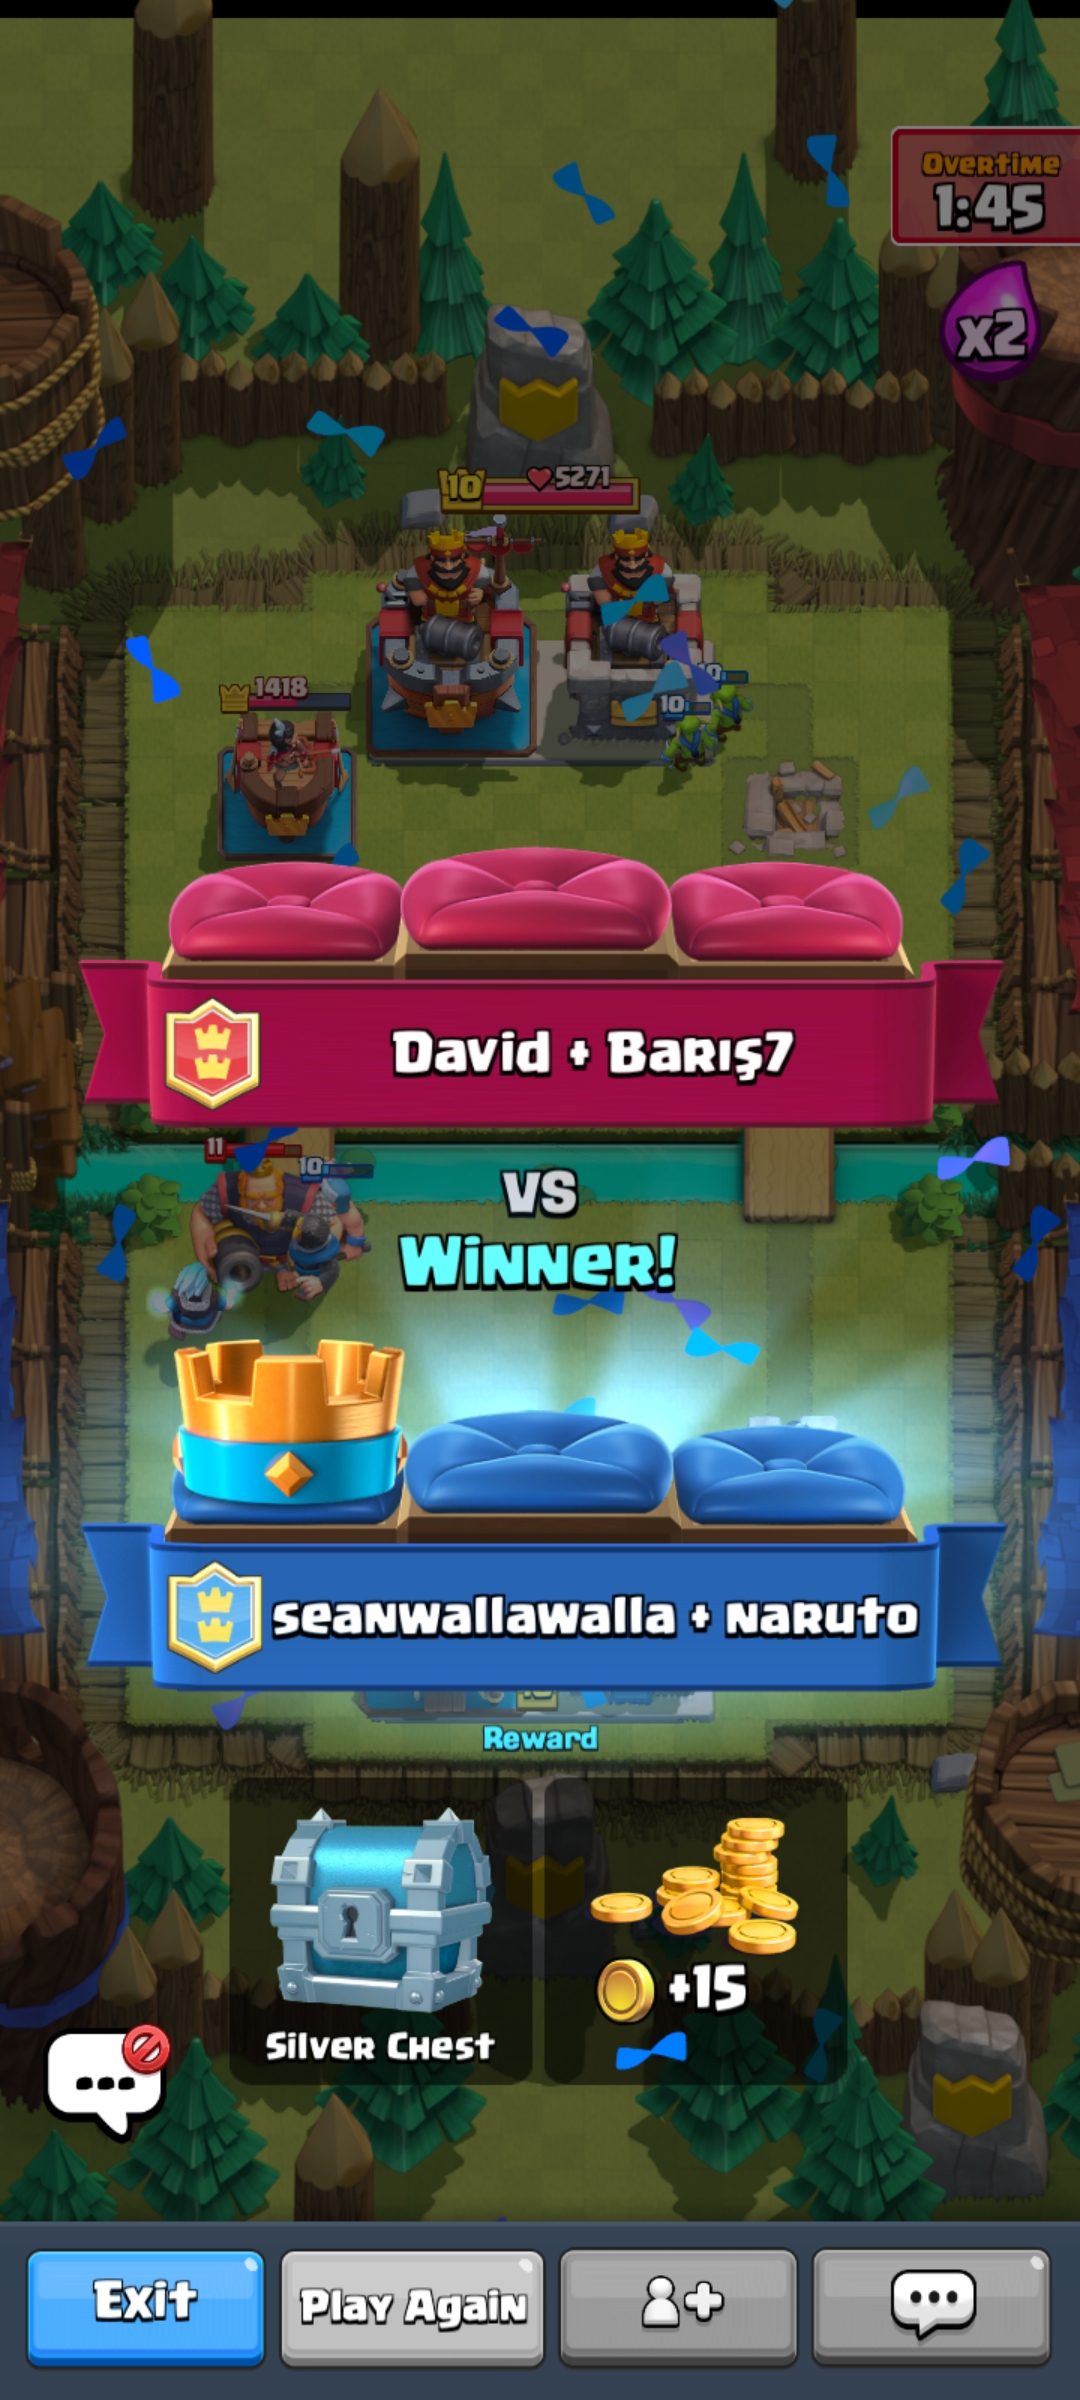 Overtime
1:45
x2
10 5271
1418
10
10
David + Barış7
11
10
VS
Winner!
seanwallawalla + naruto
Reward
Silver Chest
+15
Exit
Play Again